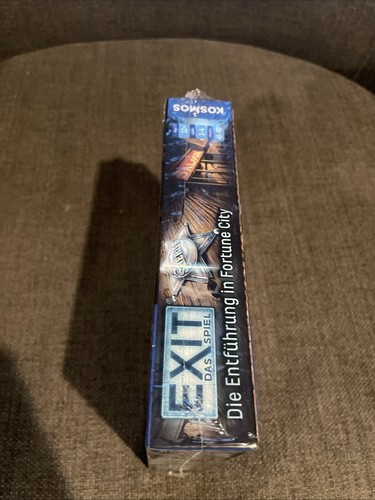 KOSMOS
EXIT
DAS SPIEL
Die Entführung in Fortune City